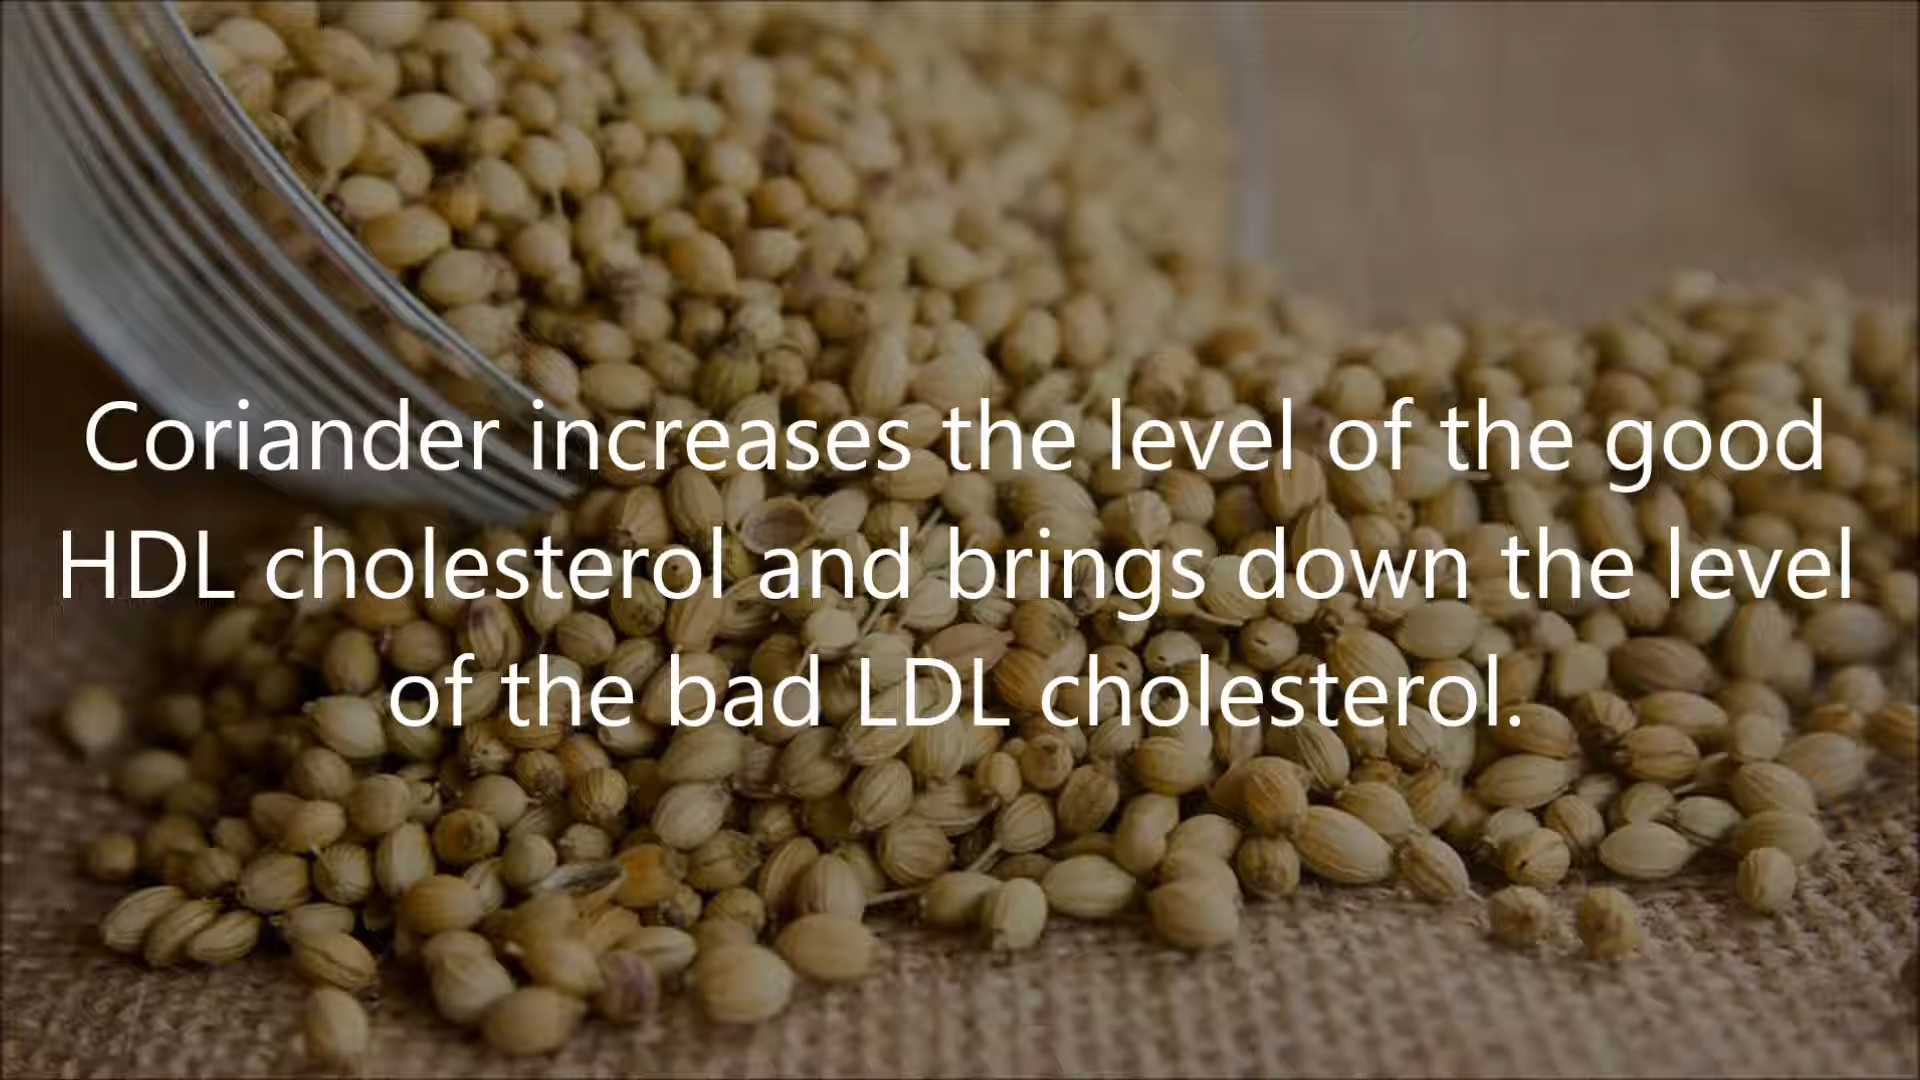 Coriander increases the level of the good
HDL cholesterol and brings down the level
of the bad LDL cholesterol.